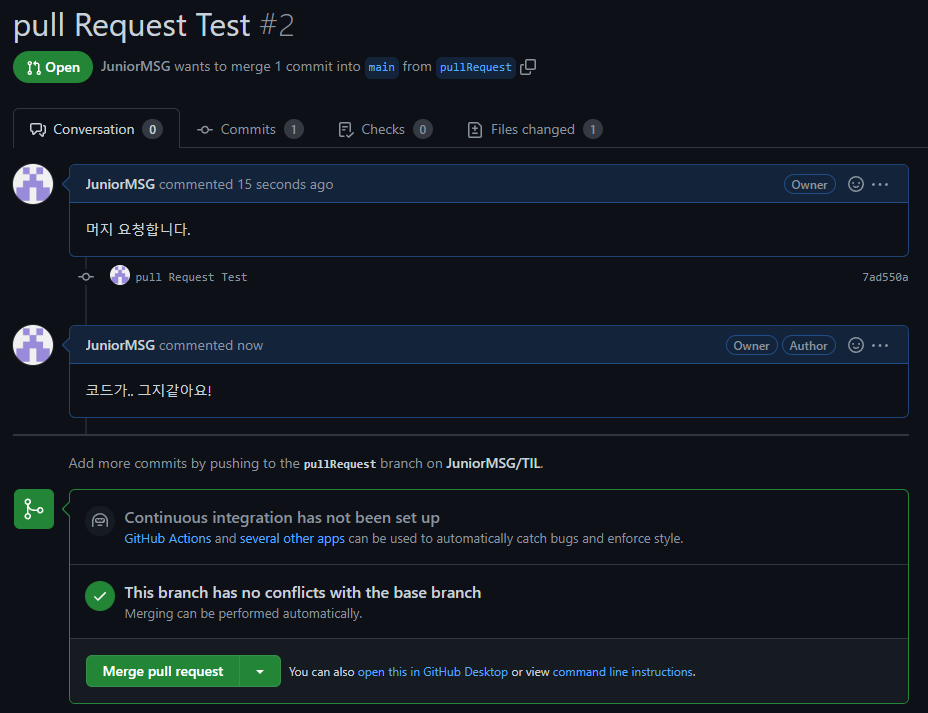 pull Request Test #2
Open JuniorMSG wants to merge 1 commit into main from pullRequest
Conversation 0 Commits 1 Checks 0 Files changed 1
JuniorMSG commented 15 seconds ago Owner
머지 요청합니다.
pull Request Test 7ad550a
JuniorMSG commented now Owner Author
코드가.. 그지같아요!
Add more commits by pushing to the pullRequest branch on JuniorMSG/TIL.
Continuous integration has not been set up
GitHub Actions and several other apps can be used to automatically catch bugs and enforce style.
This branch has no conflicts with the base branch
Merging can be performed automatically.
Merge pull request You can also open this in GitHub Desktop or view command line instructions.